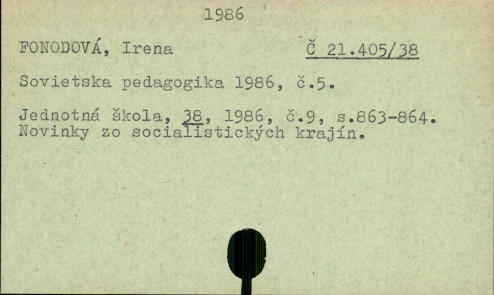 1986
FONODOVÁ, Irena Č 21.405/38
Sovietska pedagogika 1986, č.5.
Jednotná škola, 38, 1986, č.9, s.863-864.
Novinky zo socialistických krajín.